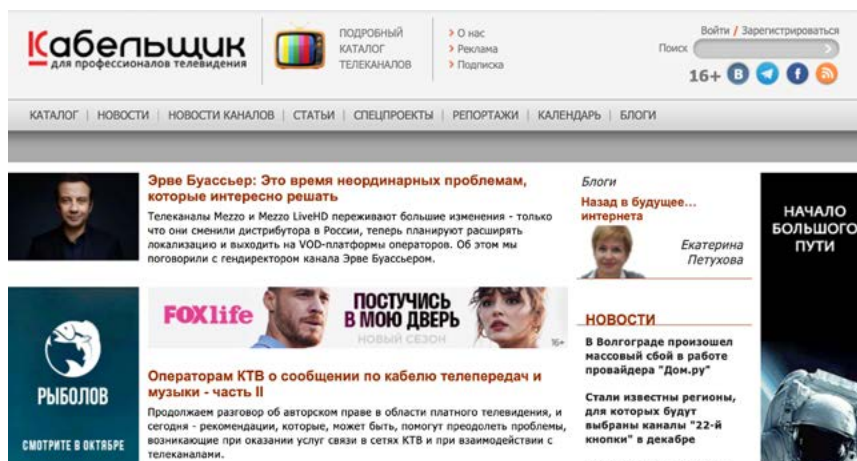 Кабельщик
для профессионалов телевидения
ПОДРОБНЫЙ
КАТАЛОГ
ТЕЛЕКАНАЛОВ
О нас
Реклама
Подписка
Войти / Зарегистрироваться
Поиск
16+
КАТАЛОГ | НОВОСТИ | НОВОСТИ КАНАЛОВ | СТАТЬИ | СПЕЦПРОЕКТЫ | РЕПОРТАЖИ | КАЛЕНДАРЬ | БЛОГИ
Эрве Буассьер: Это время неординарных проблемам,
которые интересно решать
Телеканалы Mezzo и Mezzo LiveHD переживают большие изменения - только
что они сменили дистрибутора в России, теперь планируют расширять
локализацию и выходить на VOD-платформы операторов. Об этом мы
поговорили с гендиректором канала Эрве Буассьером.
FOXlife
ПОСТУЧИСЬ
В МОЮ ДВЕРЬ
НОВЫЙ СЕЗОН
16+
РЫБОЛОВ
СМОТРИТЕ В ОКТЯБРЕ
Операторам КТВ о сообщении по кабелю телепередач и
музыки - часть II
Продолжаем разговор об авторском праве в области платного телевидения, и
сегодня - рекомендации, которые, может быть, помогут преодолеть проблемы,
возникающие при оказании услуг связи в сетях КТВ и при взаимодействии с
телеканалами.
Блоги
Назад в будущее...
интернета
Екатерина
Петухова
НОВОСТИ
В Волгограде произошел
массовый сбой в работе
провайдера "Дом.ру"
Стали известны регионы,
для которых будут
выбраны каналы "22-й
кнопки" в декабре
НАЧАЛО
БОЛЬШОГО
ПУТИ